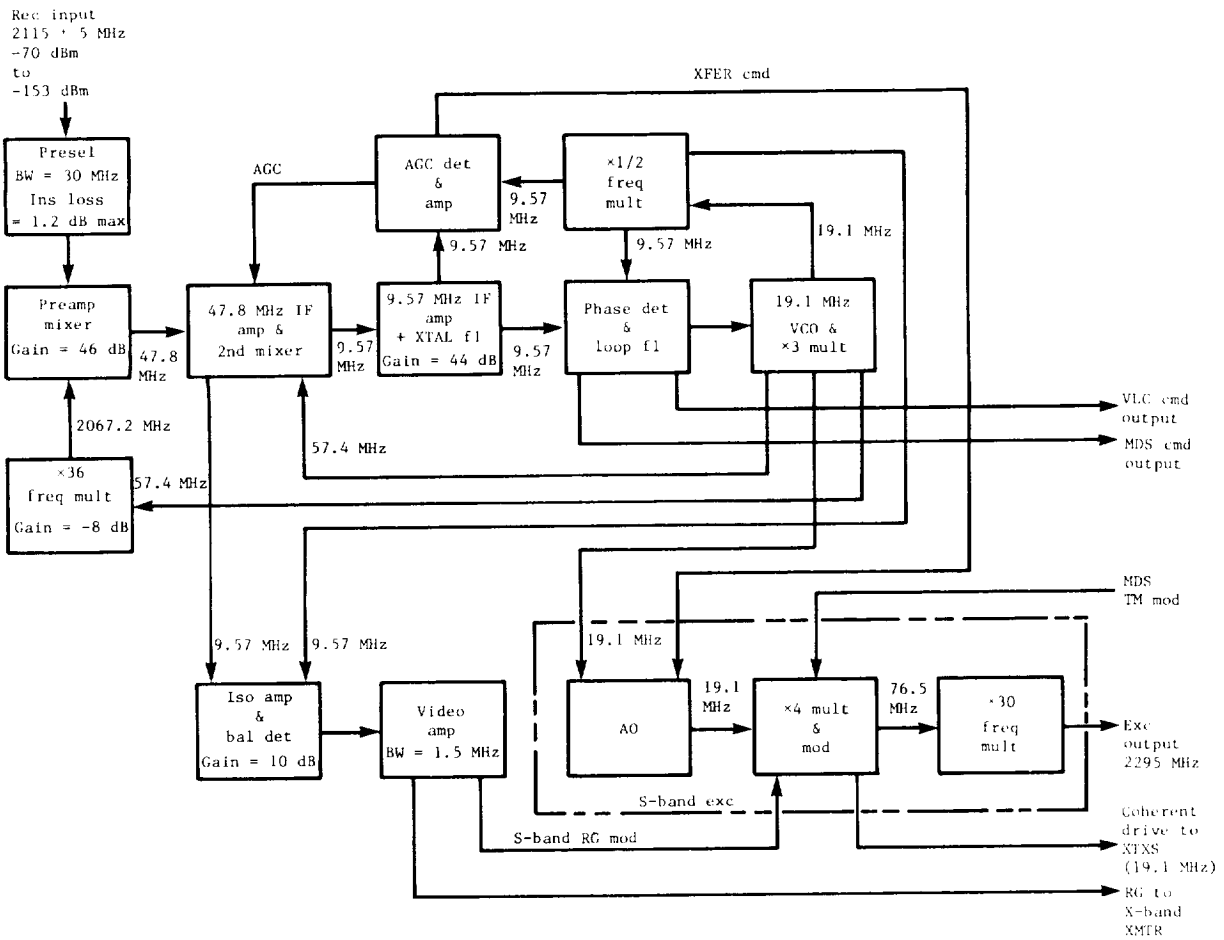 Rec input
2115 ± 5 MHz
-70 dBm
to
-153 dBm
XFER cmd
Presel
BW = 30 MHz
Ins loss
= 1.2 dB max
AGC
AGC det
&
amp
9.57
MHz
×1/2
freq
mult
19.1 MHz
9.57 MHz
9.57 MHz
Preamp
mixer
Gain = 46 dB
47.8
MHz
47.8 MHz IF
amp &
2nd mixer
9.57
MHz
9.57 MHz IF
amp
+ XTAL fl
Gain = 44 dB
9.57
MHz
Phase det
&
loop fl
19.1 MHz
VCO &
×3 mult
VLC cmd
output
2067.2 MHz
57.4 MHz
MDS cmd
output
×36
freq mult
Gain = -8 dB
57.4 MHz
MDS
TM mod
9.57 MHz
9.57 MHz
19.1 MHz
Iso amp
&
bal det
Gain = 10 dB
Video
amp
BW = 1.5 MHz
AO
19.1
MHz
×4 mult
&
mod
76.5
MHz
×30
freq
mult
Exc
output
2295 MHz
S-band exc
S-band RG mod
Coherent
drive to
XTXS
(19.1 MHz)
RG to
X-band
XMTR